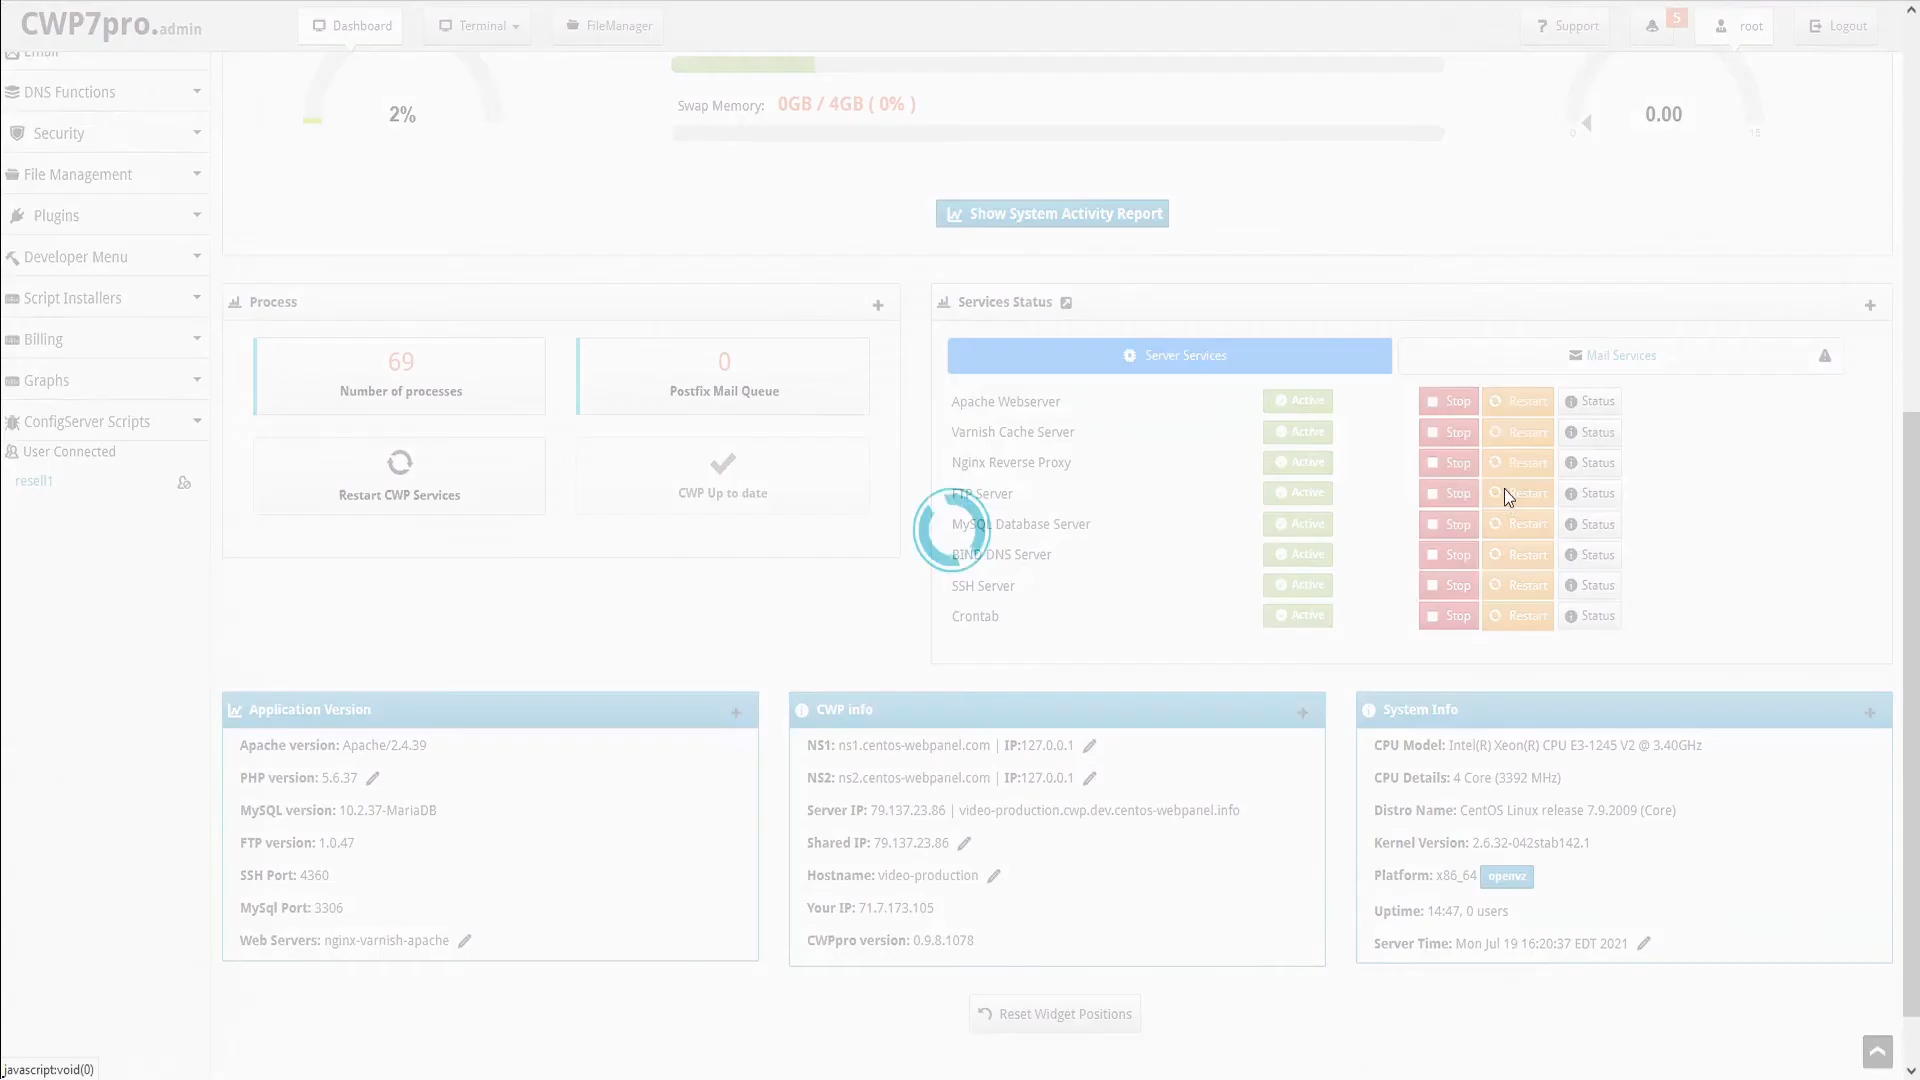 CWP7pro.admin
Dashboard
Terminal
FileManager
Support
5
root
Logout
Email
DNS Functions
Security
File Management
Plugins
Developer Menu
Script Installers
Billing
Graphs
ConfigServer Scripts
User Connected
resell1
2%
Swap Memory: 0GB / 4GB ( 0% )
0.00
0
15
Show System Activity Report
Process
69
Number of processes
0
Postfix Mail Queue
Restart CWP Services
CWP Up to date
Services Status
Server Services
Mail Services
Apache Webserver Active Stop Restart Status
Varnish Cache Server Active Stop Restart Status
Nginx Reverse Proxy Active Stop Restart Status
FTP Server Active Stop Restart Status
MySQL Database Server Active Stop Restart Status
BIND DNS Server Active Stop Restart Status
SSH Server Active Stop Restart Status
Crontab Active Stop Restart Status
Application Version
Apache version: Apache/2.4.39
PHP version: 5.6.37
MySQL version: 10.2.37-MariaDB
FTP version: 1.0.47
SSH Port: 4360
MySql Port: 3306
Web Servers: nginx-varnish-apache
CWP info
NS1: ns1.centos-webpanel.com | IP:127.0.0.1
NS2: ns2.centos-webpanel.com | IP:127.0.0.1
Server IP: 79.137.23.86 | video-production.cwp.dev.centos-webpanel.info
Shared IP: 79.137.23.86
Hostname: video-production
Your IP: 71.7.173.105
CWPpro version: 0.9.8.1078
System Info
CPU Model: Intel(R) Xeon(R) CPU E3-1245 V2 @ 3.40GHz
CPU Details: 4 Core (3392 MHz)
Distro Name: CentOS Linux release 7.9.2009 (Core)
Kernel Version: 2.6.32-042stab142.1
Platform: x86_64 openvz
Uptime: 14:47, 0 users
Server Time: Mon Jul 19 16:20:37 EDT 2021
Reset Widget Positions
javascript:void(0)